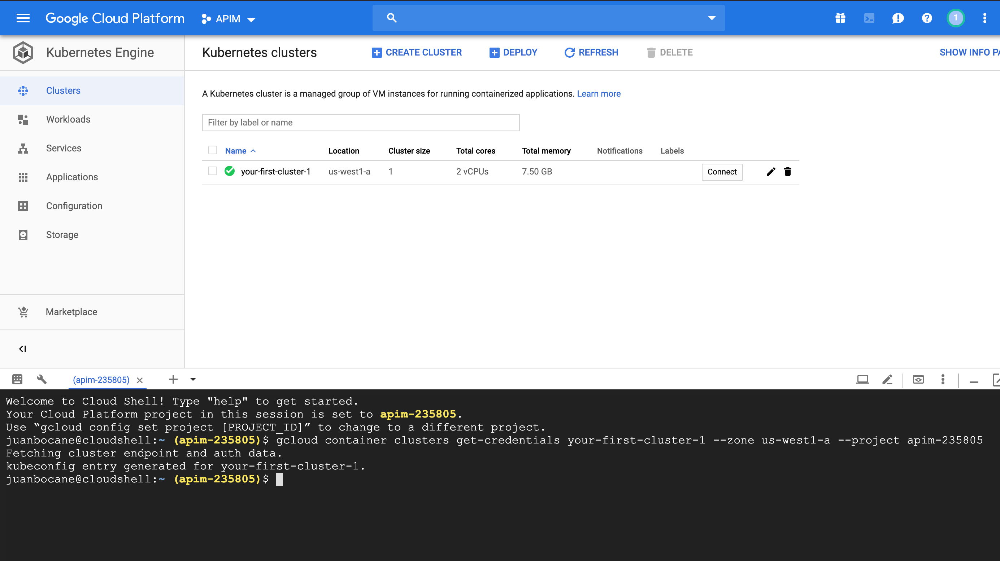 Google Cloud Platform APIM 1
Kubernetes Engine
Kubernetes clusters CREATE CLUSTER DEPLOY REFRESH DELETE SHOW INFO PA
Clusters
Workloads
Services
Applications
Configuration
Storage
Marketplace
A Kubernetes cluster is a managed group of VM instances for running containerized applications. Learn more
Filter by label or name
Name Location Cluster size Total cores Total memory Notifications Labels
your-first-cluster-1 us-west1-a 1 2 vCPUs 7.50 GB Connect
(apim-235805)
Welcome to Cloud Shell! Type "help" to get started.
Your Cloud Platform project in this session is set to apim-235805.
Use “gcloud config set project [PROJECT_ID]” to change to a different project.
juanbocane@cloudshell:~ (apim-235805)$ gcloud container clusters get-credentials your-first-cluster-1 --zone us-west1-a --project apim-235805
Fetching cluster endpoint and auth data.
kubeconfig entry generated for your-first-cluster-1.
juanbocane@cloudshell:~ (apim-235805)$